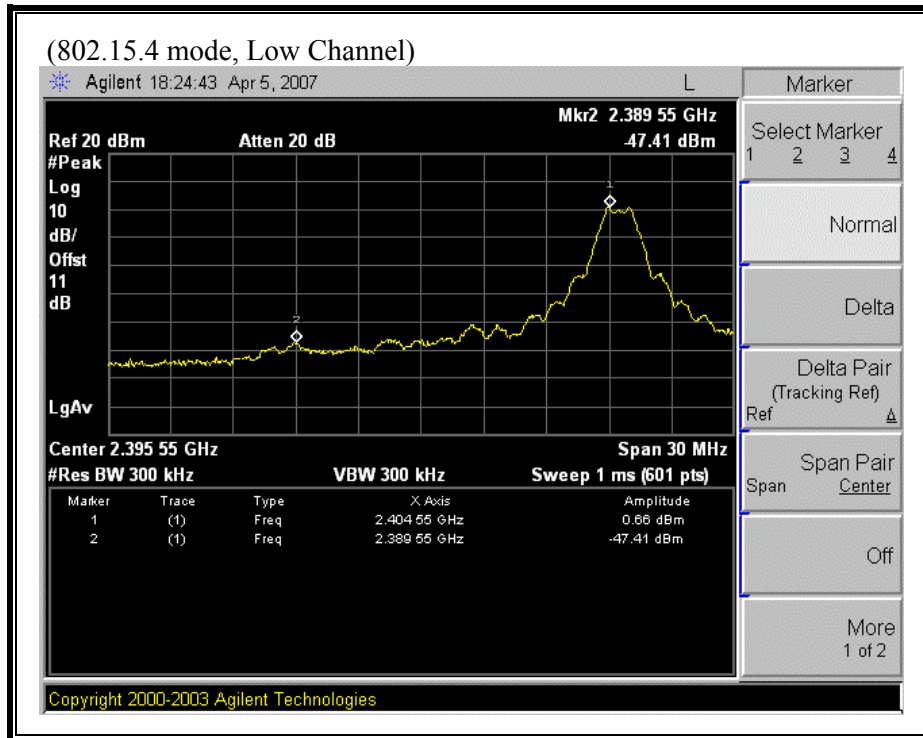 (802.15.4 mode, Low Channel)
Agilent 18:24:43 Apr 5, 2007 L
Marker
Mkr2 2.389 55 GHz
Ref 20 dBm Atten 20 dB -47.41 dBm
#Peak
Log
10
dB/
Offst
11
dB
LgAv
1
2
Center 2.395 55 GHz Span 30 MHz
#Res BW 300 kHz VBW 300 kHz Sweep 1 ms (601 pts)
Marker Trace Type X Axis Amplitude
1 (1) Freq 2.404 55 GHz 0.66 dBm
2 (1) Freq 2.389 55 GHz -47.41 dBm
Select Marker
1 2 3 4
Normal
Delta
Delta Pair
(Tracking Ref)
Ref Δ
Span Pair
Span Center
Off
More
1 of 2
Copyright 2000-2003 Agilent Technologies